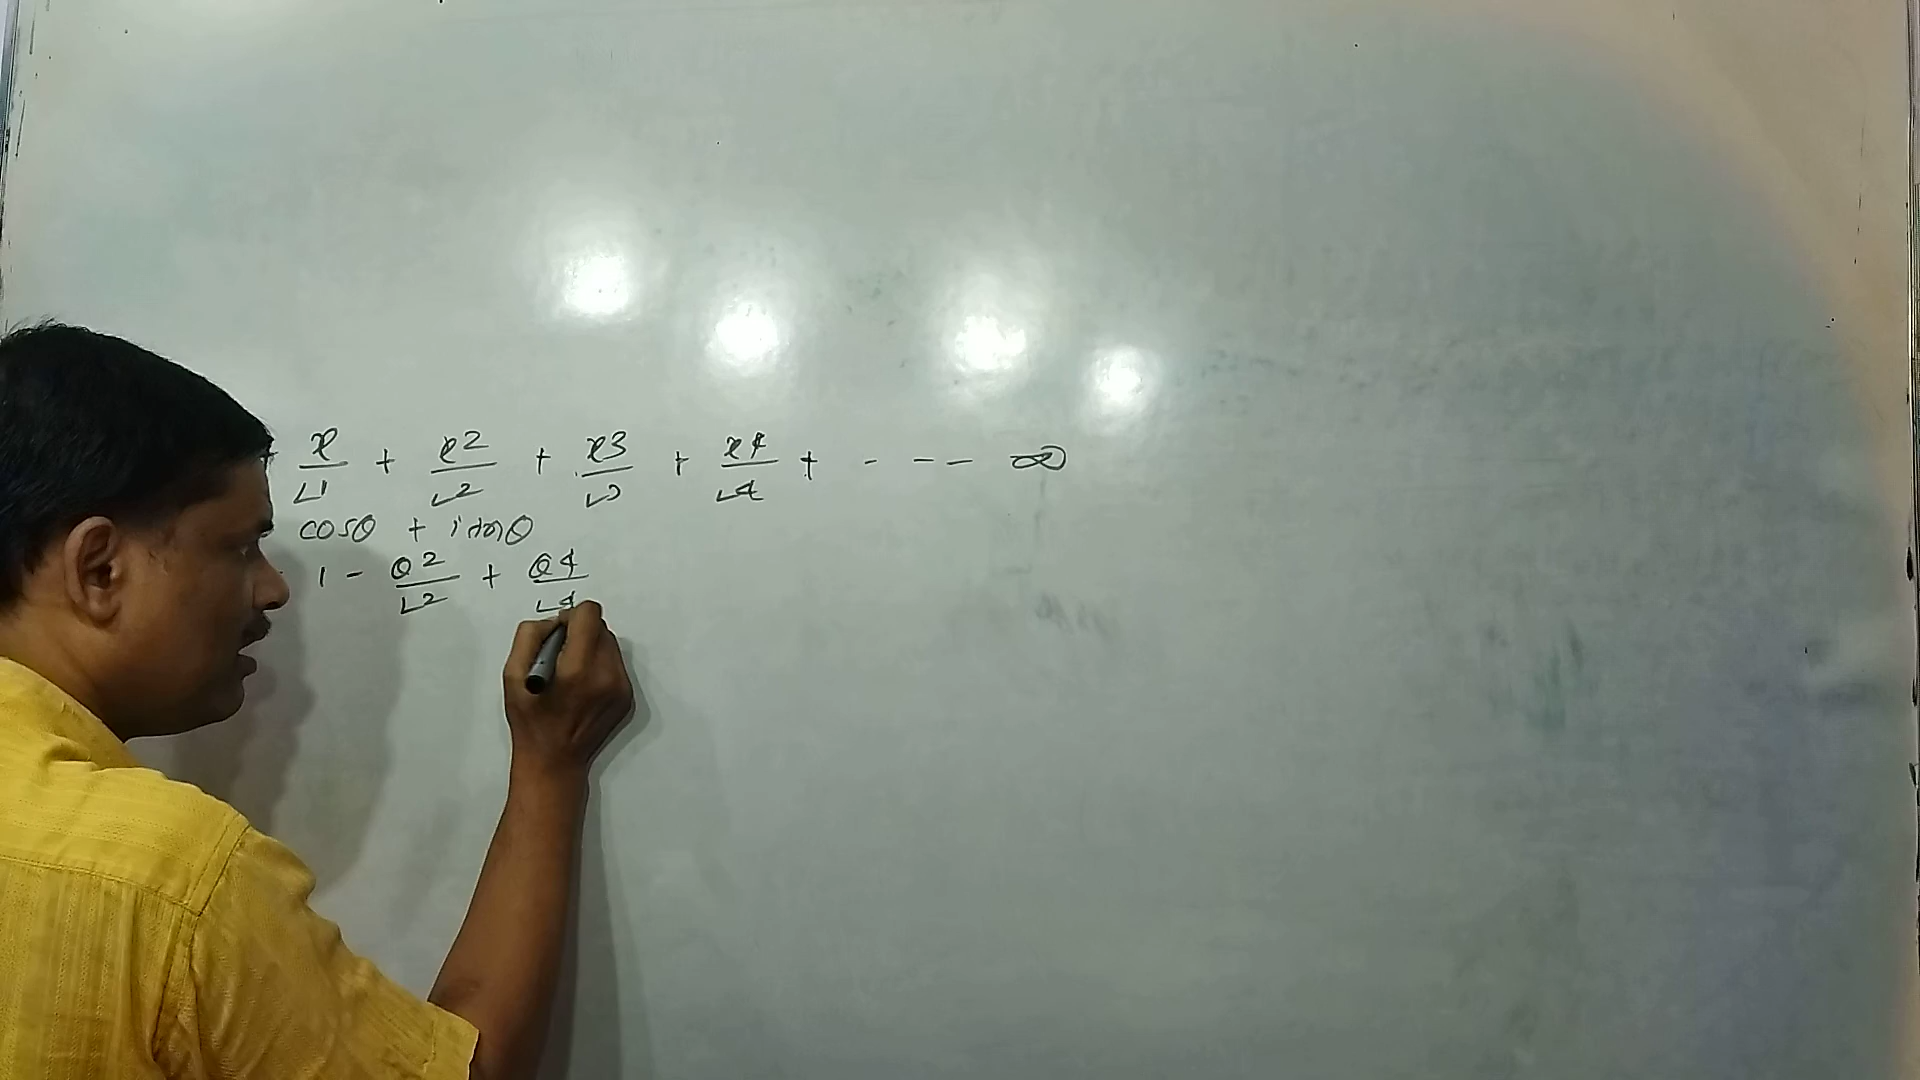 + x/∟1 + x2/∟2 + x3/∟3 + x4/∟4 + - - - - ∞
cosθ + i sinθ
1 - θ2/∟2 + θ4/∟4